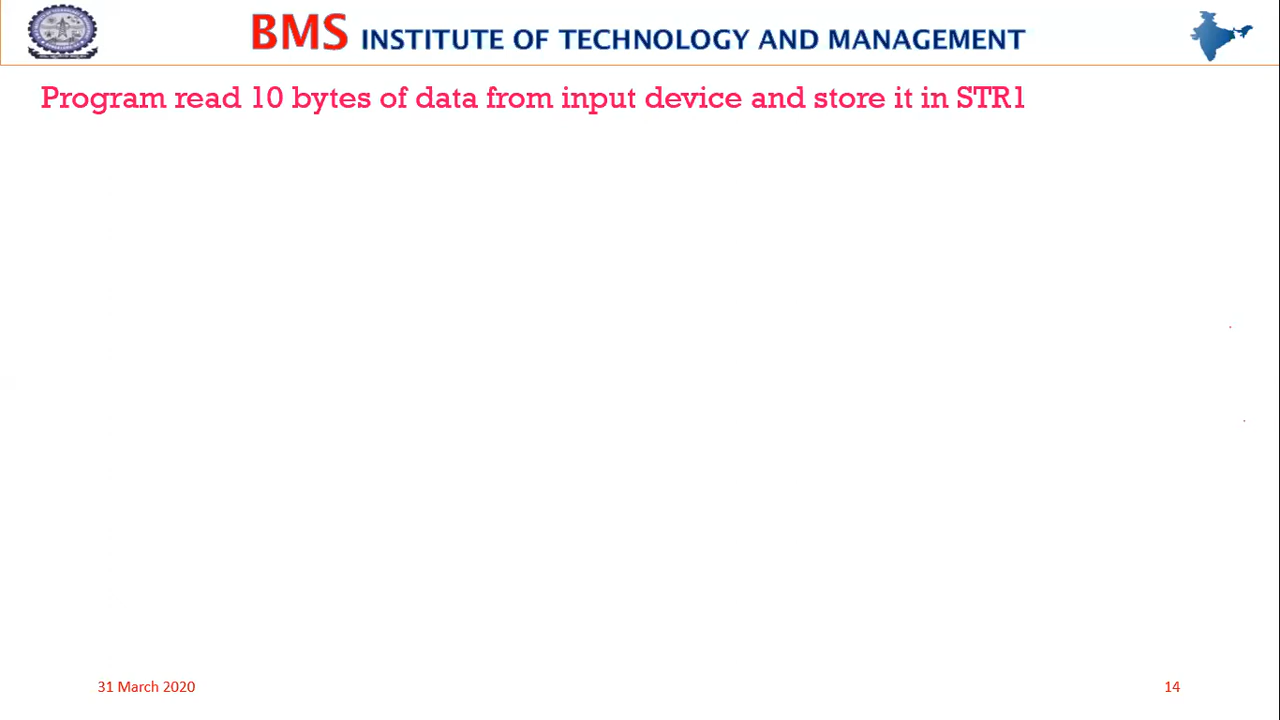 BMS INSTITUTE OF TECHNOLOGY AND MANAGEMENT
Program read 10 bytes of data from input device and store it in STR1
31 March 2020
14